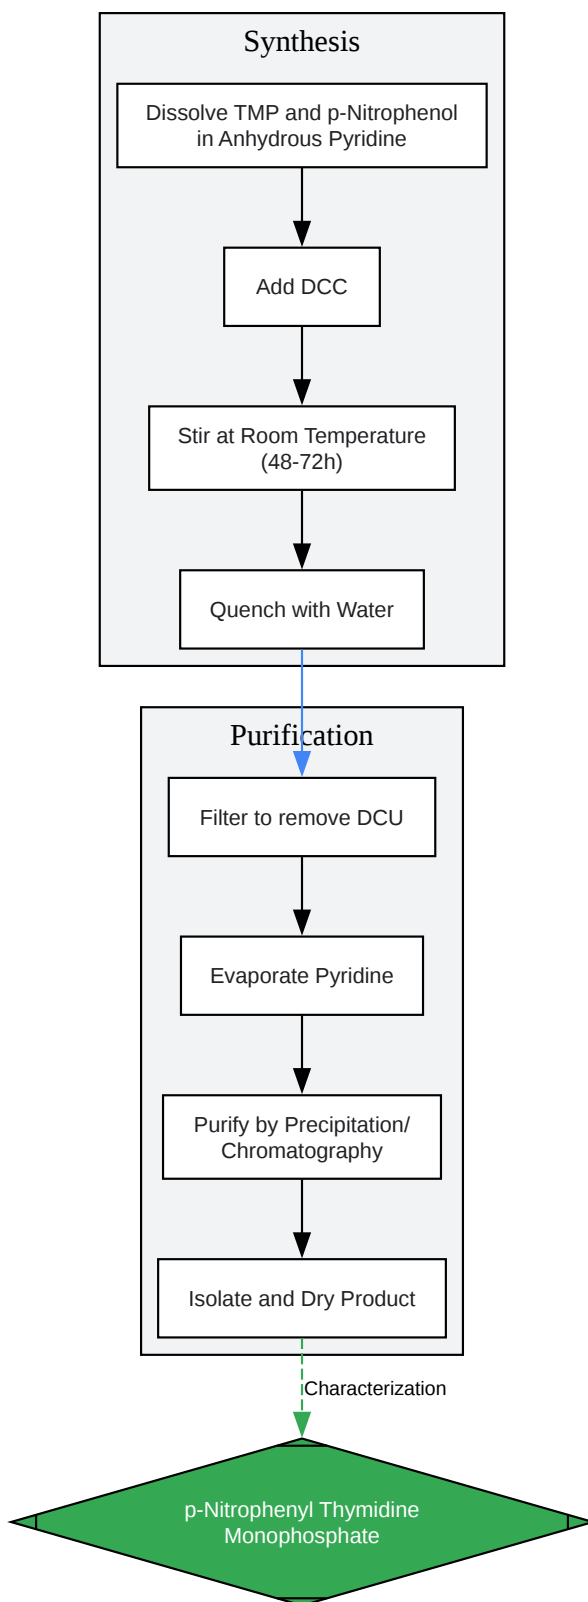 Synthesis
Dissolve TMP and p-Nitrophenol
in Anhydrous Pyridine
Add DCC
Stir at Room Temperature
(48-72h)
Quench with Water
Purification
Filter to remove DCU
Evaporate Pyridine
Purify by Precipitation/
Chromatography
Isolate and Dry Product
Characterization
p-Nitrophenyl Thymidine
Monophosphate